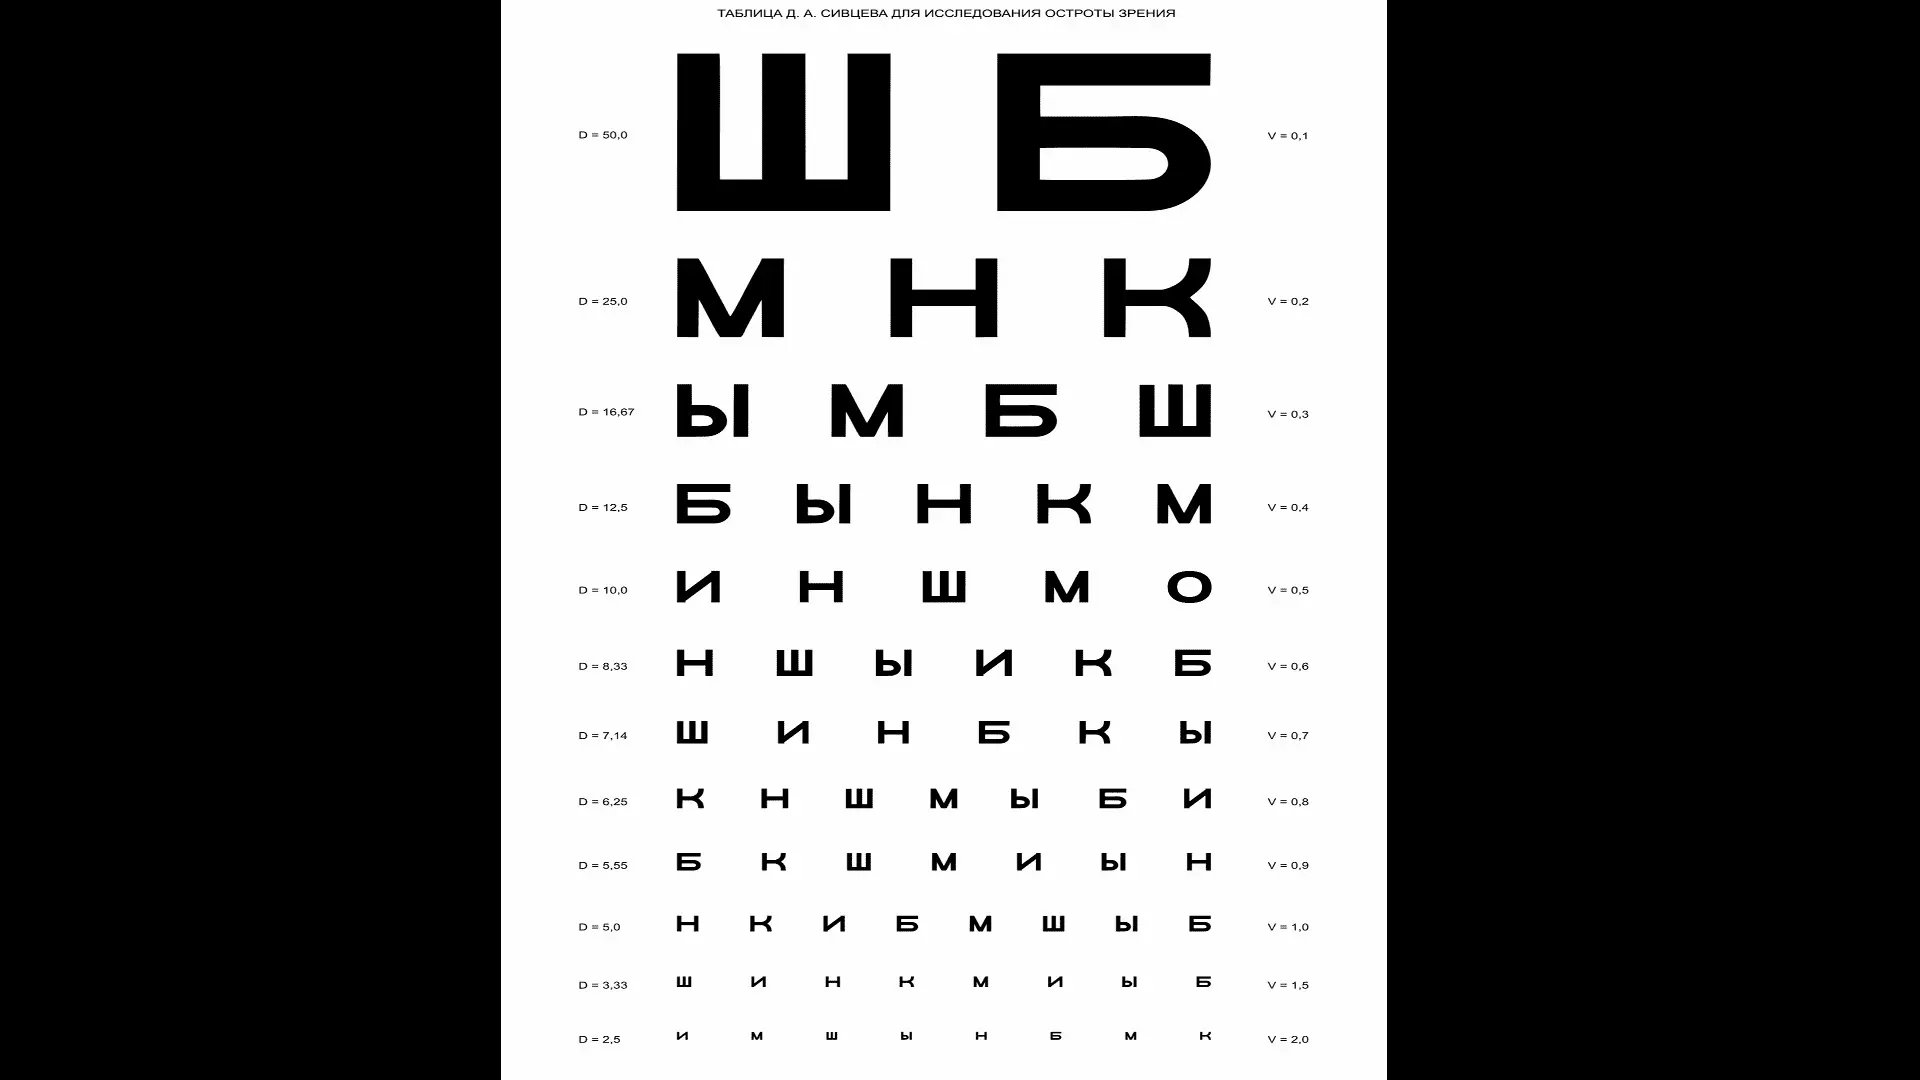 ТАБЛИЦА Д. А. СИВЦЕВА ДЛЯ ИССЛЕДОВАНИЯ ОСТРОТЫ ЗРЕНИЯ
D = 50,0 Ш Б V = 0,1
D = 25,0 М Н К V = 0,2
D = 16,67 Ы М Б Ш V = 0,3
D = 12,5 Б Ы Н К М V = 0,4
D = 10,0 И Н Ш М О V = 0,5
D = 8,33 Н Ш Ы И К Б V = 0,6
D = 7,14 Ш И Н Б К Ы V = 0,7
D = 6,25 К Н Ш М Ы Б И V = 0,8
D = 5,55 Б К Ш М И Ы Н V = 0,9
D = 5,0 Н К И Б М Ш Ы Б V = 1,0
D = 3,33 Ш И Н К М И Ы Б V = 1,5
D = 2,5 И М Ш Ы Н Б М К V = 2,0